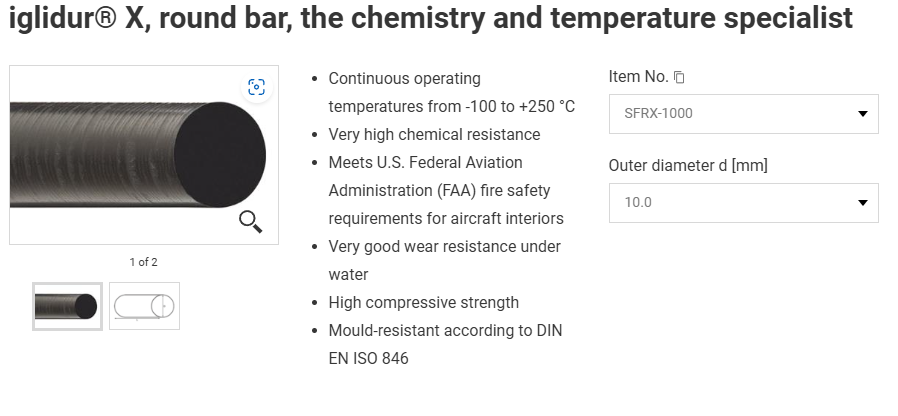 iglidur® X, round bar, the chemistry and temperature specialist
1 of 2
Continuous operating
temperatures from -100 to +250 °C
Very high chemical resistance
Meets U.S. Federal Aviation
Administration (FAA) fire safety
requirements for aircraft interiors
Very good wear resistance under
water
High compressive strength
Mould-resistant according to DIN
EN ISO 846
Item No.
SFRX-1000
Outer diameter d [mm]
10.0